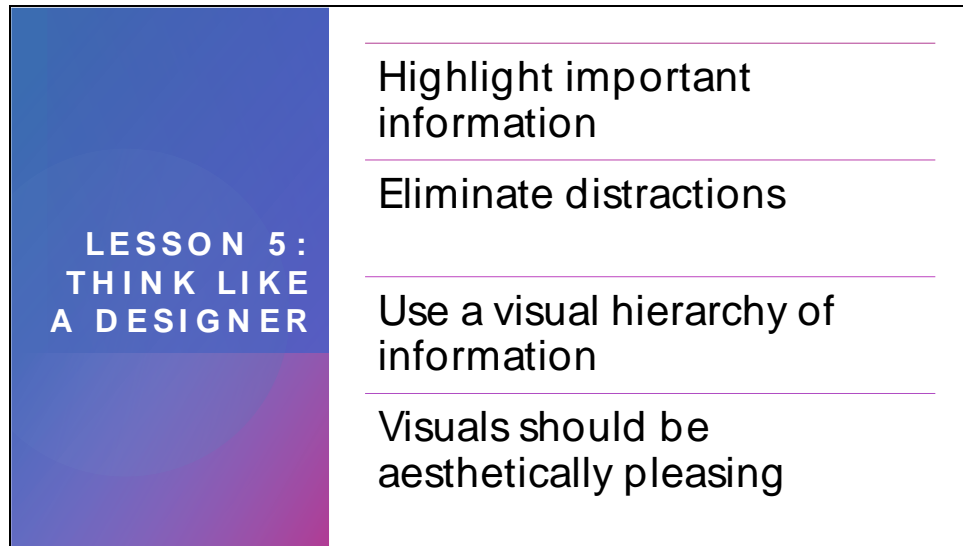 LESSON 5:
THINK LIKE
A DESIGNER
Highlight important
information
Eliminate distractions
Use a visual hierarchy of
information
Visuals should be
aesthetically pleasing